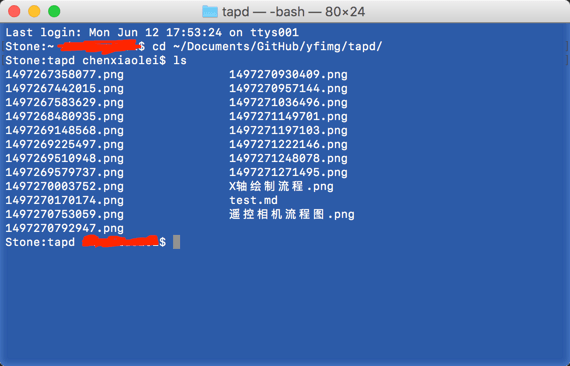 tapd — -bash — 80×24
Last login: Mon Jun 12 17:53:24 on ttys001
Stone:~ $ cd ~/Documents/GitHub/yfimg/tapd/
Stone:tapd chenxiaolei$ ls
1497267358077.png 1497270930409.png
1497267442015.png 1497270957144.png
1497267583629.png 1497271036496.png
1497268480935.png 1497271149701.png
1497269148568.png 1497271197103.png
1497269225497.png 1497271222146.png
1497269510948.png 1497271248078.png
1497269579737.png 1497271271495.png
1497270003752.png X轴绘制流程.png
1497270170174.png test.md
1497270753059.png 遥控相机流程图.png
1497270792947.png
Stone:tapd $